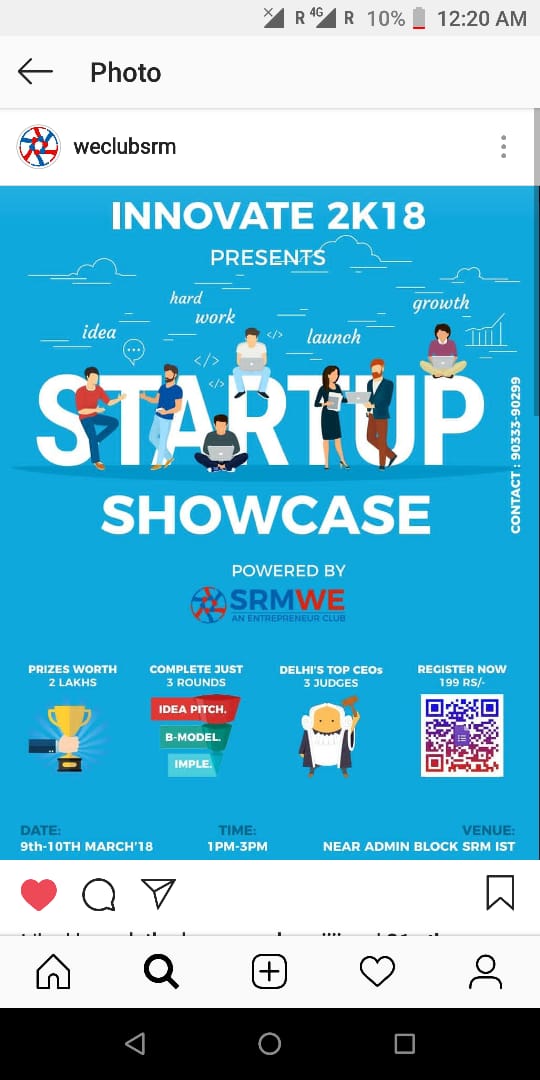 R 4G R 10% 12:20 AM
Photo
weclubsrm
INNOVATE 2K18
PRESENTS
hard
work
growth
idea
launch
</>
</>
</>
STARTUP
SHOWCASE
CONTACT : 90333-90299
POWERED BY
SRMWE
AN ENTREPRENEUR CLUB
PRIZES WORTH
2 LAKHS
COMPLETE JUST
3 ROUNDS
IDEA PITCH.
B-MODEL.
IMPLE.
DELHI'S TOP CEOs
3 JUDGES
REGISTER NOW
199 RS/-
DATE:
9th-10TH MARCH'18
TIME:
1PM-3PM
VENUE:
NEAR ADMIN BLOCK SRM IST